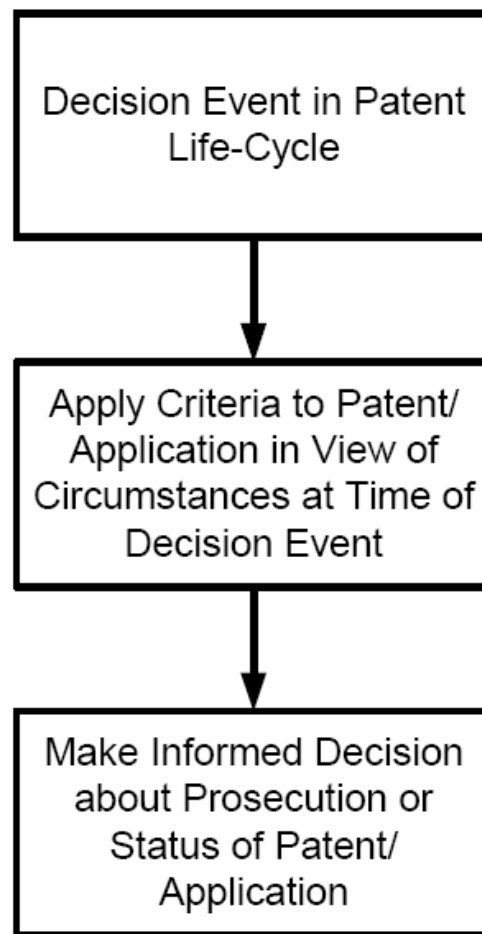 Decision Event in Patent
Life-Cycle
Apply Criteria to Patent/
Application in View of
Circumstances at Time of
Decision Event
Make Informed Decision
about Prosecution or
Status of Patent/
Application